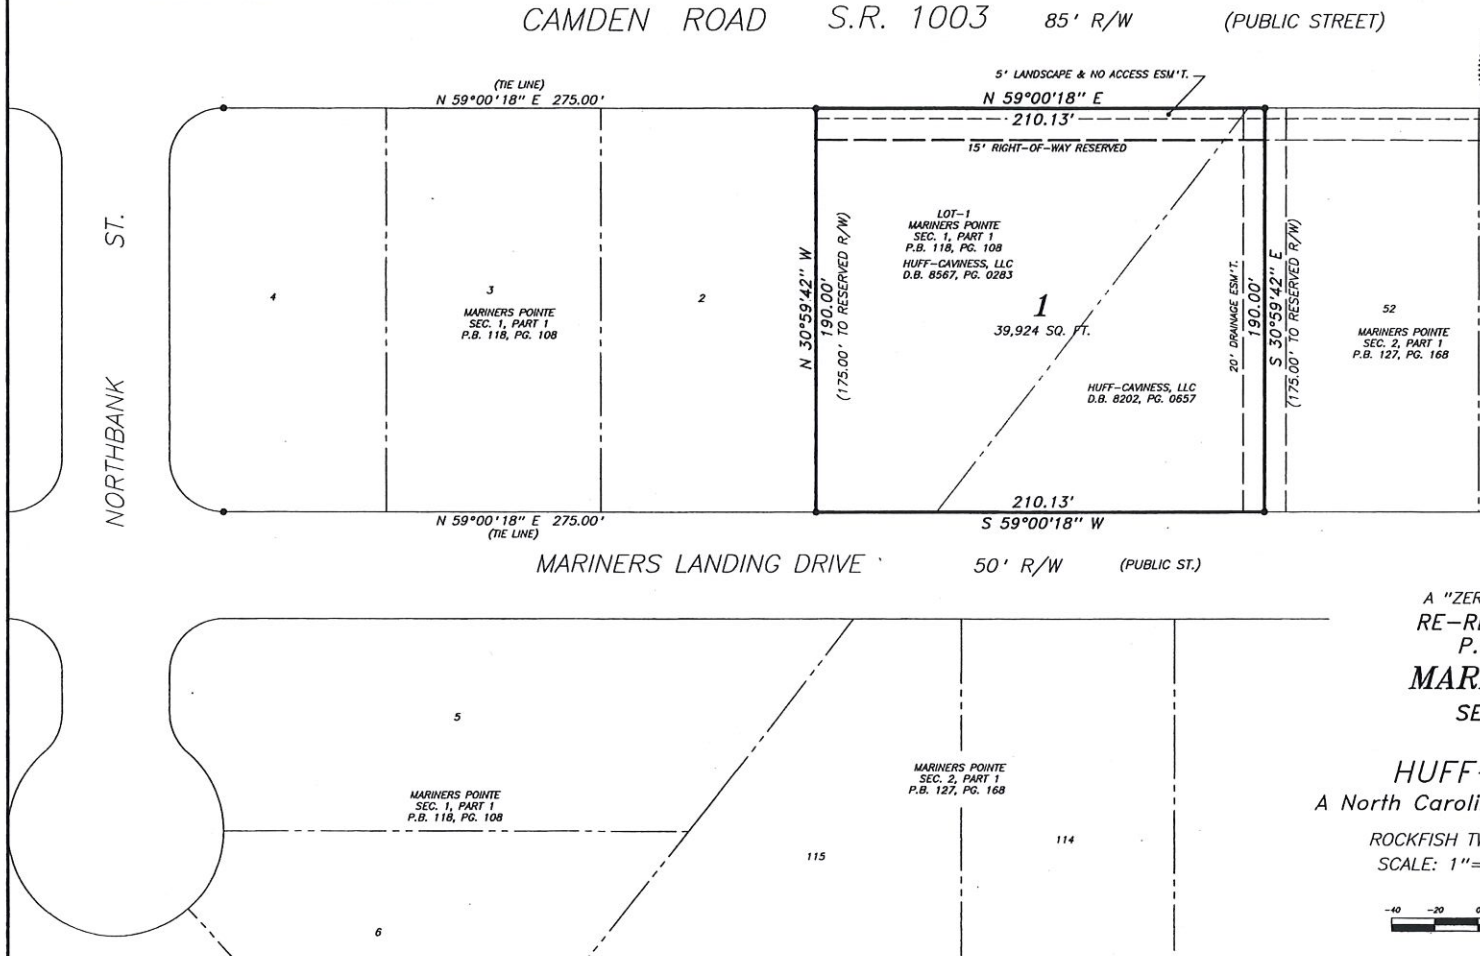 CAMDEN ROAD S.R. 1003 85' R/W (PUBLIC STREET)
(TIE LINE)
N 59°00'18" E 275.00'
5' LANDSCAPE & NO ACCESS ESM'T.
N 59°00'18" E
210.13'
15' RIGHT-OF-WAY RESERVED
NORTHBANK ST.
4
3
MARINERS POINTE
SEC. 1, PART 1
P.B. 118, PG. 108
2
N 30°59'42" W
190.00'
(175.00' TO RESERVED R/W)
LOT-1
MARINERS POINTE
SEC. 1, PART 1
P.B. 118, PG. 108
HUFF-CAVINESS, LLC
D.B. 8567, PG. 0283
1
39,924 SQ. FT.
HUFF-CAVINESS, LLC
D.B. 8202, PG. 0657
20' DRAINAGE ESM'T.
190.00'
S 30°59'42" E
(175.00' TO RESERVED R/W)
52
MARINERS POINTE
SEC. 2, PART 1
P.B. 127, PG. 168
N 59°00'18" E 275.00'
(TIE LINE)
210.13'
S 59°00'18" W
MARINERS LANDING DRIVE 50' R/W (PUBLIC ST.)
5
MARINERS POINTE
SEC. 1, PART 1
P.B. 118, PG. 108
6
MARINERS POINTE
SEC. 2, PART 1
P.B. 127, PG. 168
115
114
A "ZER
RE-RE
P.
MARI
SE
HUFF-
A North Caroli
ROCKFISH TW
SCALE: 1"=
-40 -20 0